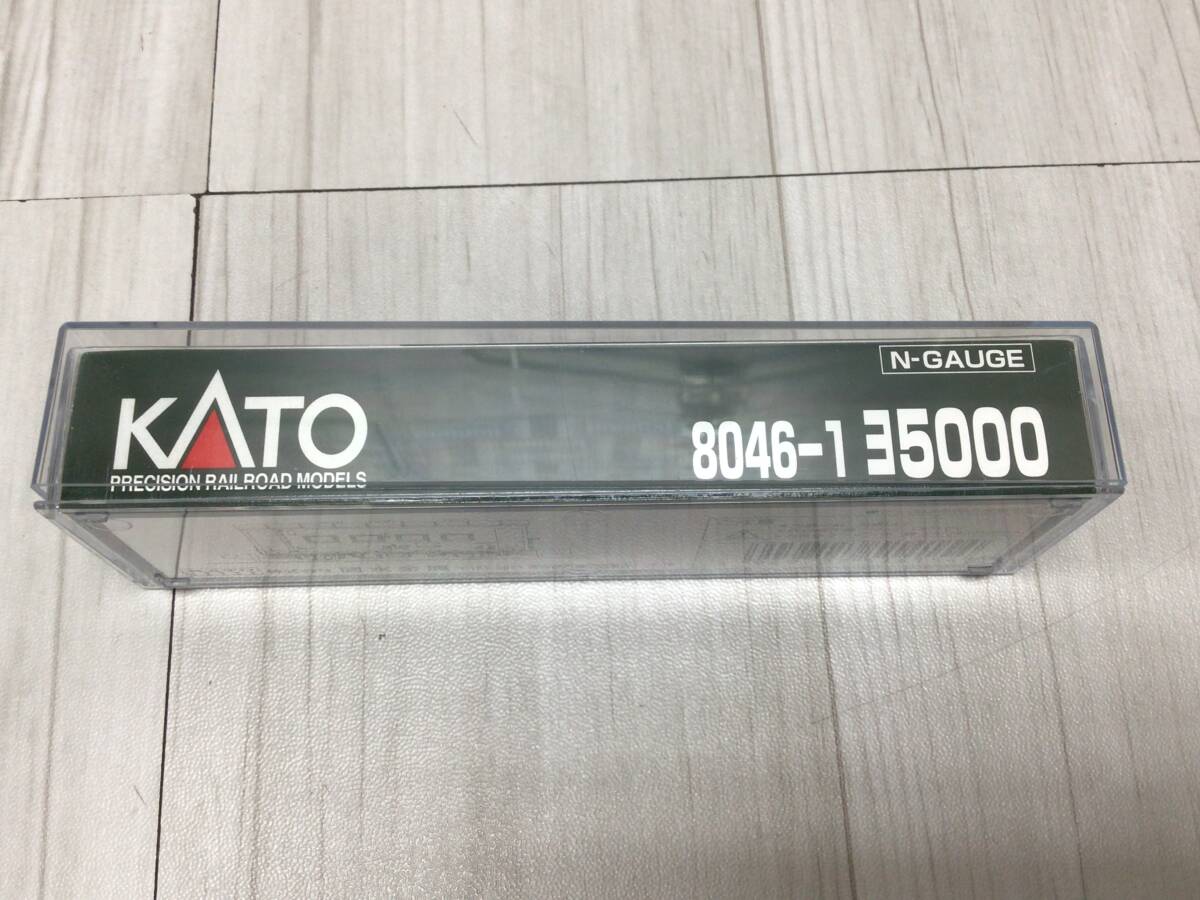 N-GAUGE
KATO
PRECISION RAILROAD MODELS
8046-1 ヨ5000